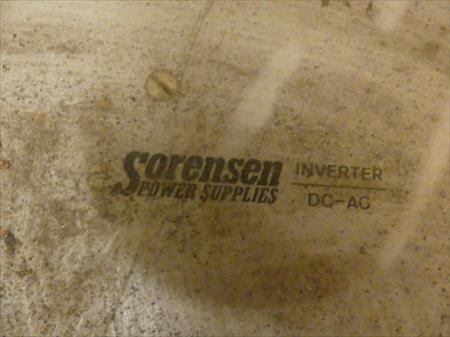 Sorensen
POWER SUPPLIES
INVERTER
DC-AC